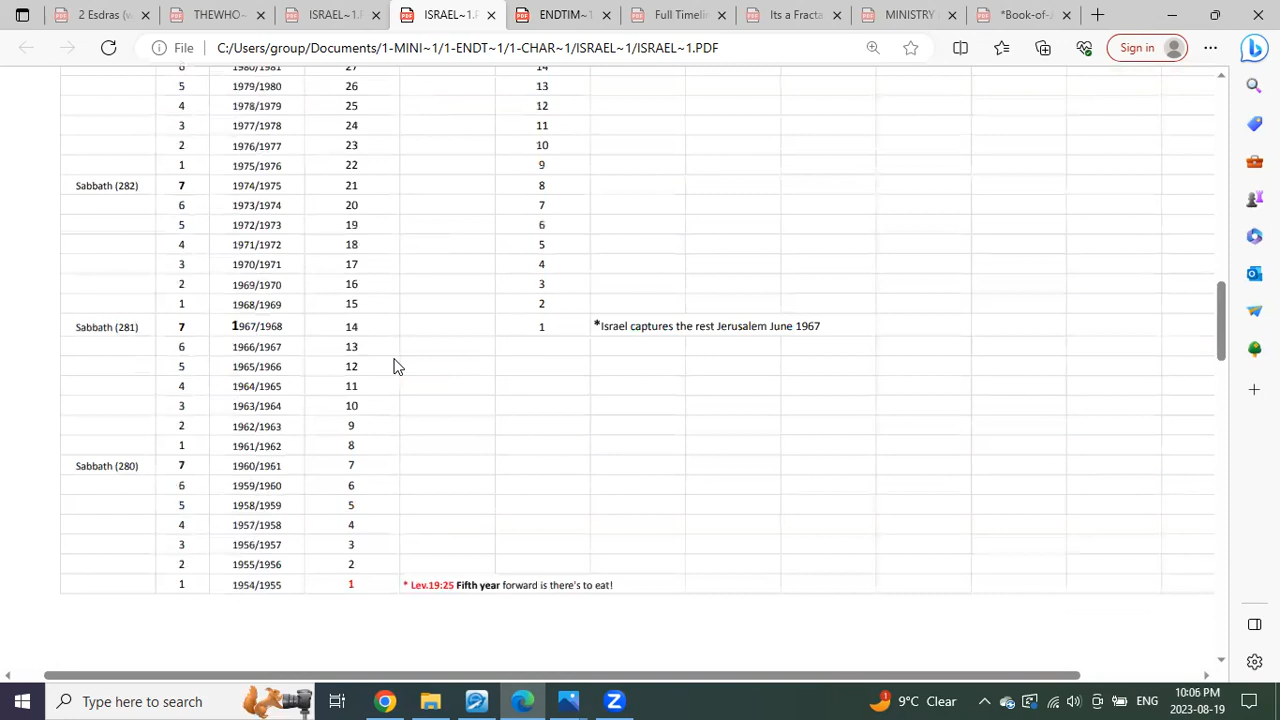 2 Esdras (w
THEWHO~
ISRAEL~1.F
ISRAEL~1.P
ENDTIM~
Full Timeli
Its a Fracta
MINISTRY
*Book-of-J
File
C:/Users/group/Documents/1-MINI~1/1-ENDT~1/1-CHAR~1/ISRAEL~1/ISRAEL~1.PDF
Sign in
6 1980/1981 27 14
5 1979/1980 26 13
4 1978/1979 25 12
3 1977/1978 24 11
2 1976/1977 23 10
1 1975/1976 22 9
Sabbath (282) 7 1974/1975 21 8
6 1973/1974 20 7
5 1972/1973 19 6
4 1971/1972 18 5
3 1970/1971 17 4
2 1969/1970 16 3
1 1968/1969 15 2
Sabbath (281) 7 1967/1968 14 1 *Israel captures the rest Jerusalem June 1967
6 1966/1967 13
5 1965/1966 12
4 1964/1965 11
3 1963/1964 10
2 1962/1963 9
1 1961/1962 8
Sabbath (280) 7 1960/1961 7
6 1959/1960 6
5 1958/1959 5
4 1957/1958 4
3 1956/1957 3
2 1955/1956 2
1 1954/1955 1 * Lev.19:25 Fifth year forward is there's to eat!
Type here to search
1
9°C Clear
ENG
10:06 PM
2023-08-19